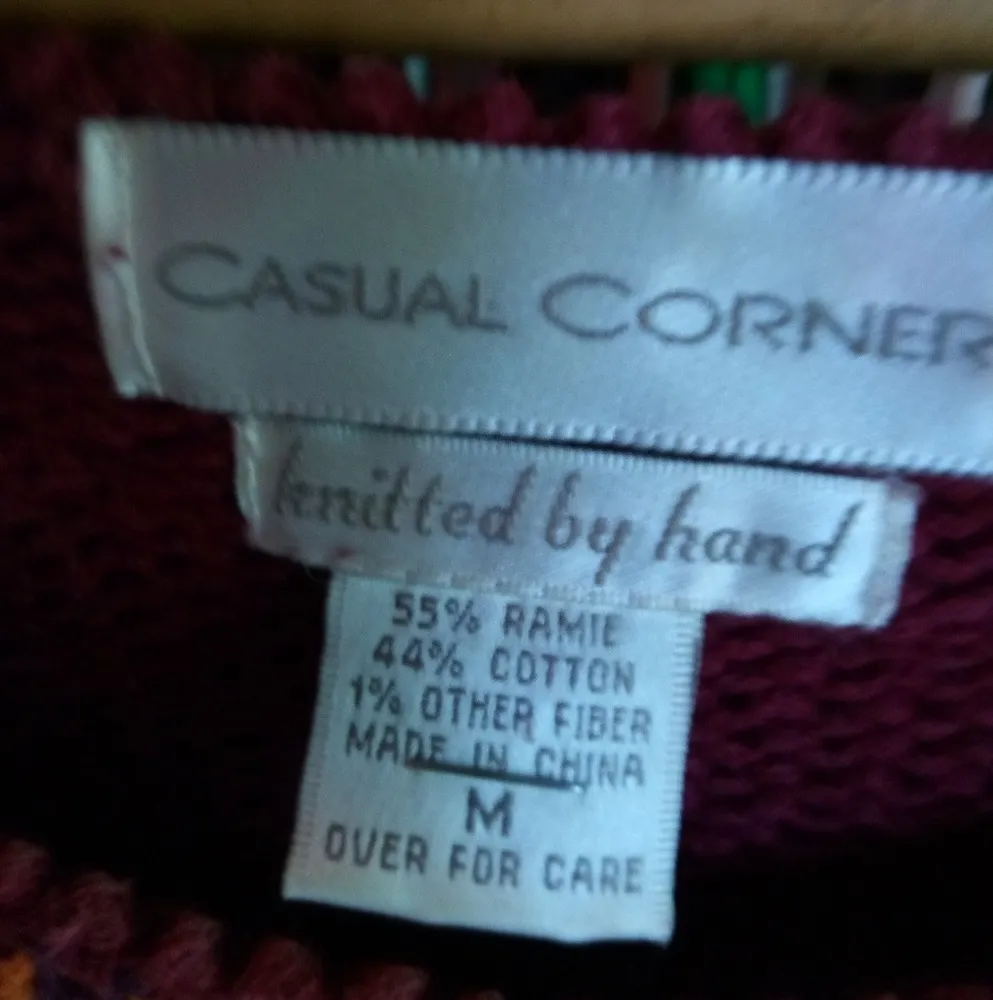 CASUAL CORNER
knitted by hand
55% RAMIE
44% COTTON
1% OTHER FIBER
MADE IN CHINA
M
OVER FOR CARE